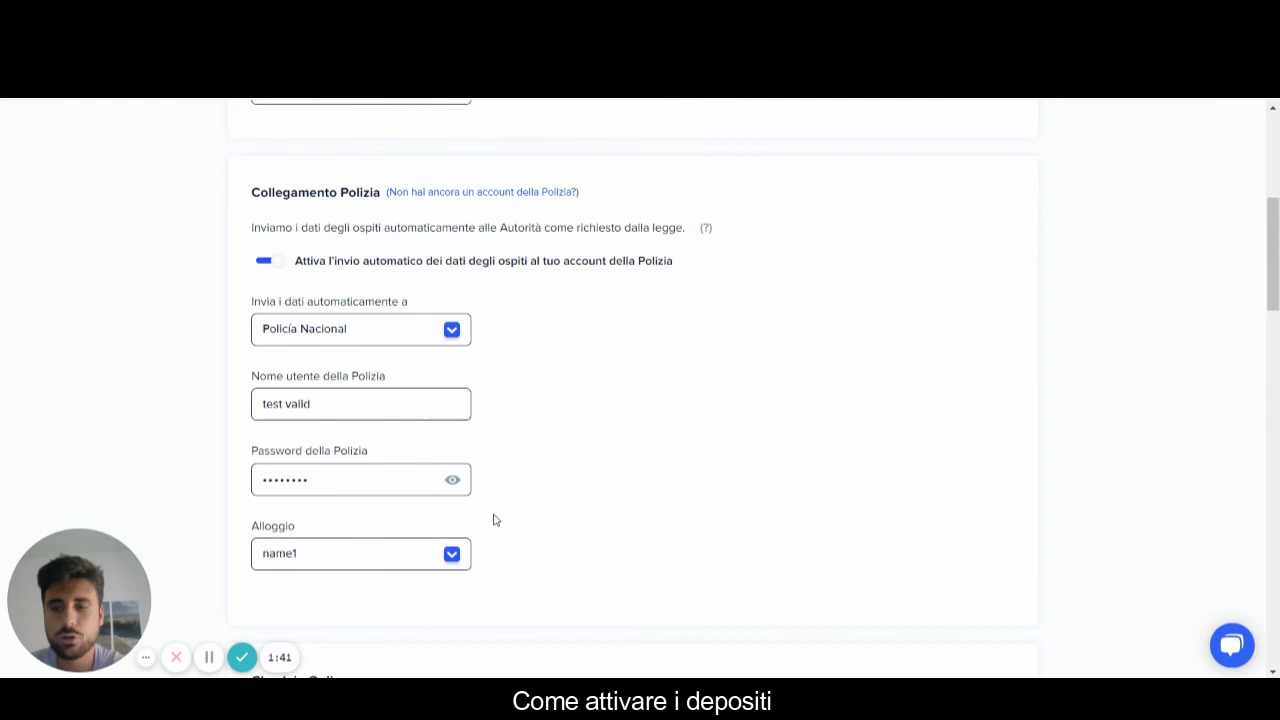 Collegamento Polizia (Non hai ancora un account della Polizia?)
Inviamo i dati degli ospiti automaticamente alle Autorità come richiesto dalla legge. (?)
Attiva l'invio automatico dei dati degli ospiti al tuo account della Polizia
Invia i dati automaticamente a
Policía Nacional
Nome utente della Polizia
test valid
Password della Polizia
••••••••
Alloggio
name1
1:41
Come attivare i depositi